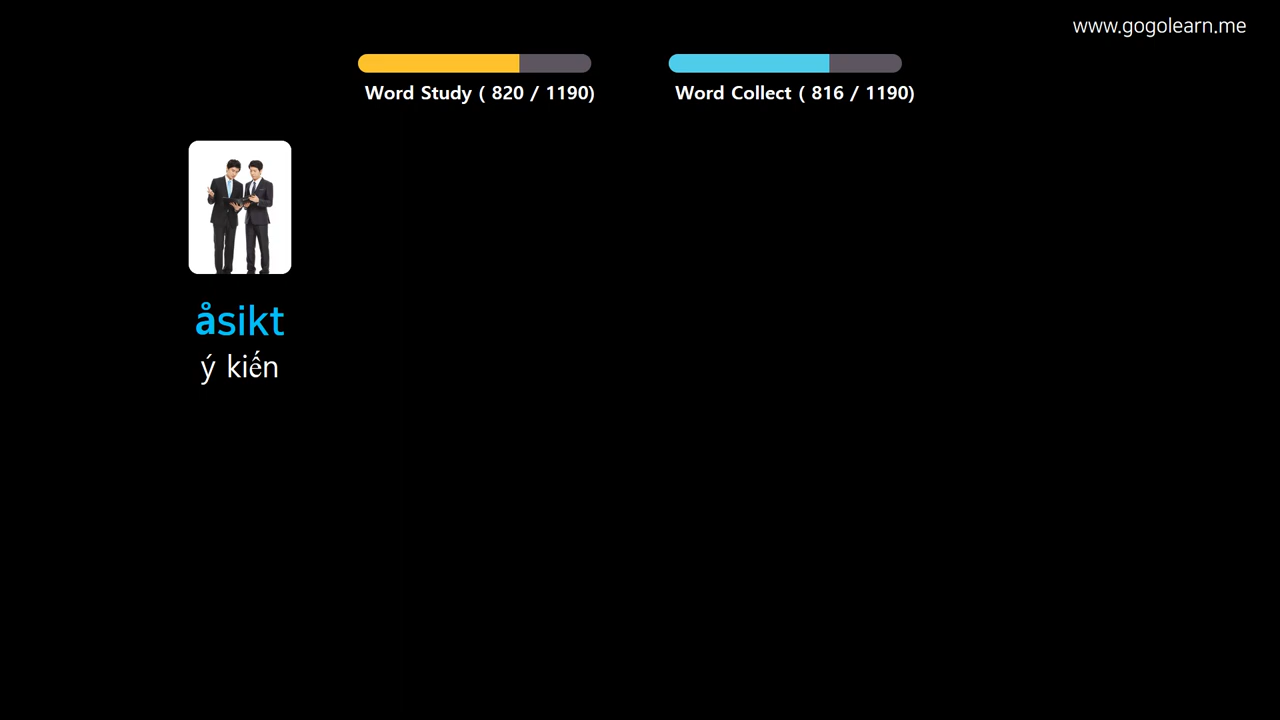 www.gogolearn.me
Word Study ( 820 / 1190)
Word Collect ( 816 / 1190)
åsikt
ý kiến